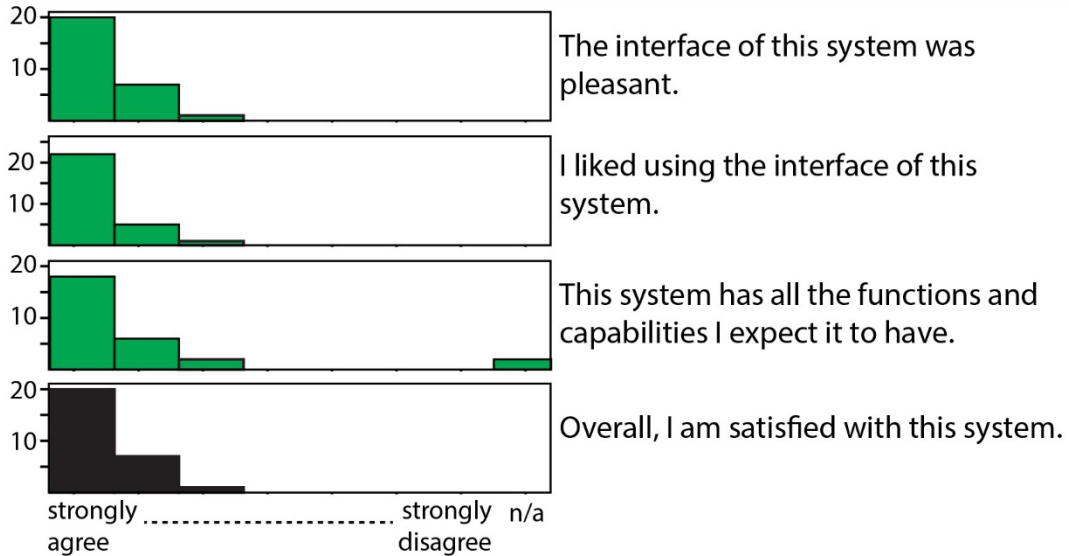 20
10
The interface of this system was
pleasant.
20
10
I liked using the interface of this
system.
20
10
This system has all the functions and
capabilities I expect it to have.
20
10
Overall, I am satisfied with this system.
strongly ........................... strongly n/a
agree disagree